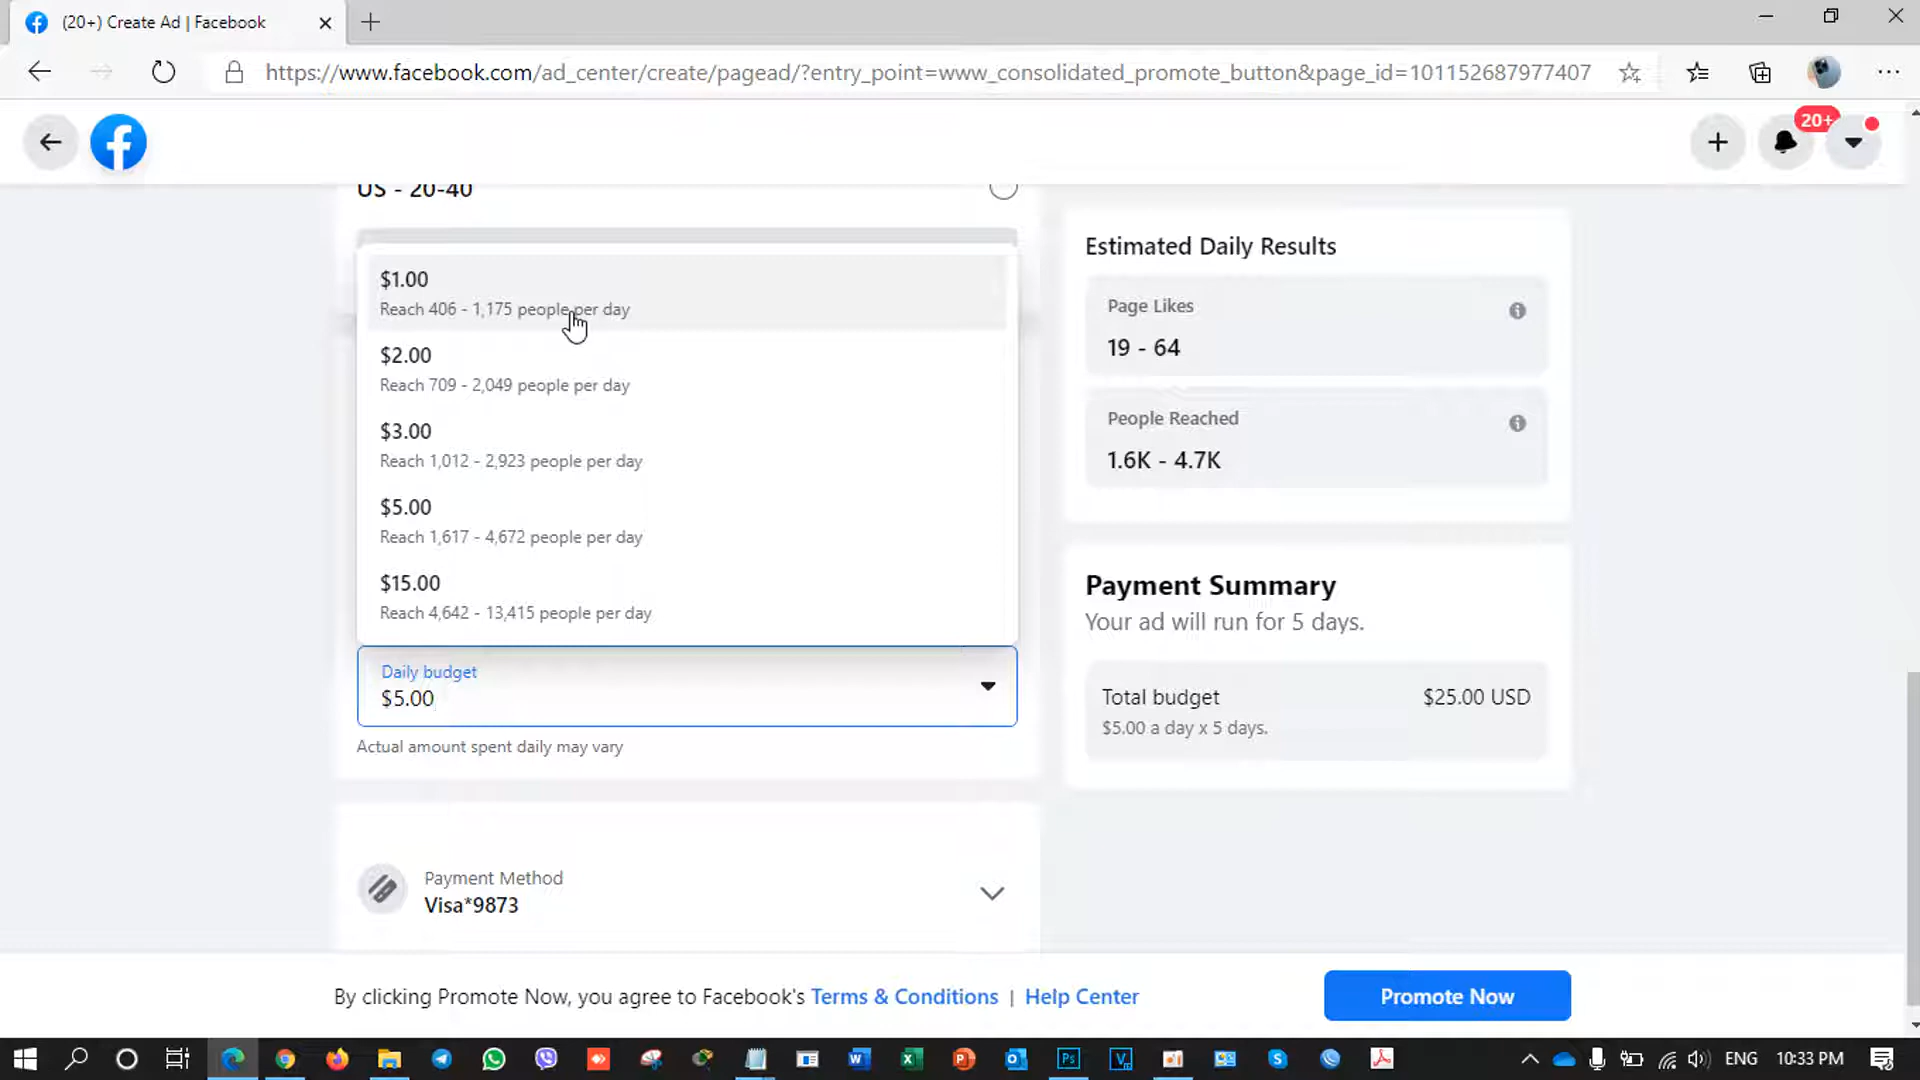 (20+) Create Ad | Facebook
https://www.facebook.com/ad_center/create/pagead/?entry_point=www_consolidated_promote_button&page_id=101152687977407
20+
US - 20-40
$1.00
Reach 406 - 1,175 people per day
$2.00
Reach 709 - 2,049 people per day
$3.00
Reach 1,012 - 2,923 people per day
$5.00
Reach 1,617 - 4,672 people per day
$15.00
Reach 4,642 - 13,415 people per day
Daily budget
$5.00
Actual amount spent daily may vary
Payment Method
Visa*9873
Estimated Daily Results
Page Likes
19 - 64
People Reached
1.6K - 4.7K
Payment Summary
Your ad will run for 5 days.
Total budget $25.00 USD
$5.00 a day x 5 days.
By clicking Promote Now, you agree to Facebook's Terms & Conditions | Help Center
Promote Now
ENG 10:33 PM